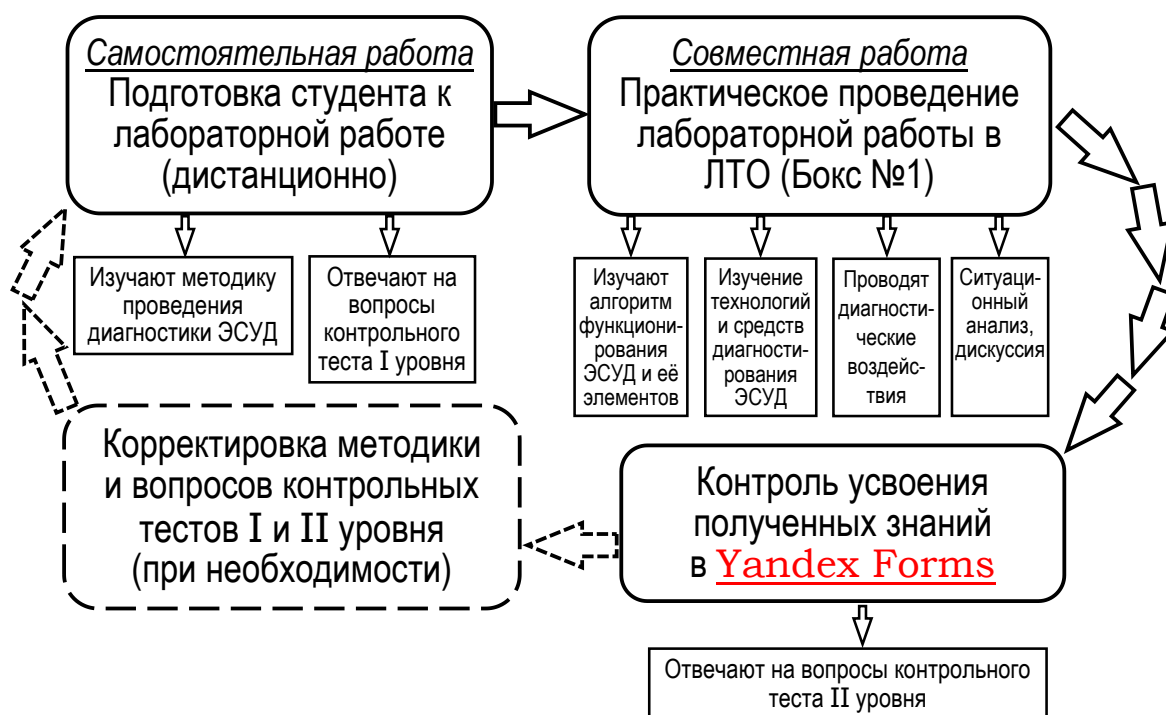 Самостоятельная работа
Подготовка студента к
лабораторной работе
(дистанционно)
Совместная работа
Практическое проведение
лабораторной работы в
ЛТО (Бокс №1)
Изучают методику
проведения
диагностики ЭСУД
Отвечают на
вопросы
контрольного
теста I уровня
Изучают
алгоритм
функциони-
рования
ЭСУД и её
элементов
Изучение
технологий
и средств
диагности-
рования
ЭСУД
Проводят
диагности-
ческие
воздейс-
твия
Ситуаци-
онный
анализ,
дискуссия
Корректировка методики
и вопросов контрольных
тестов I и II уровня
(при необходимости)
Контроль усвоения
полученных знаний
в Yandex Forms
Отвечают на вопросы контрольного
теста II уровня